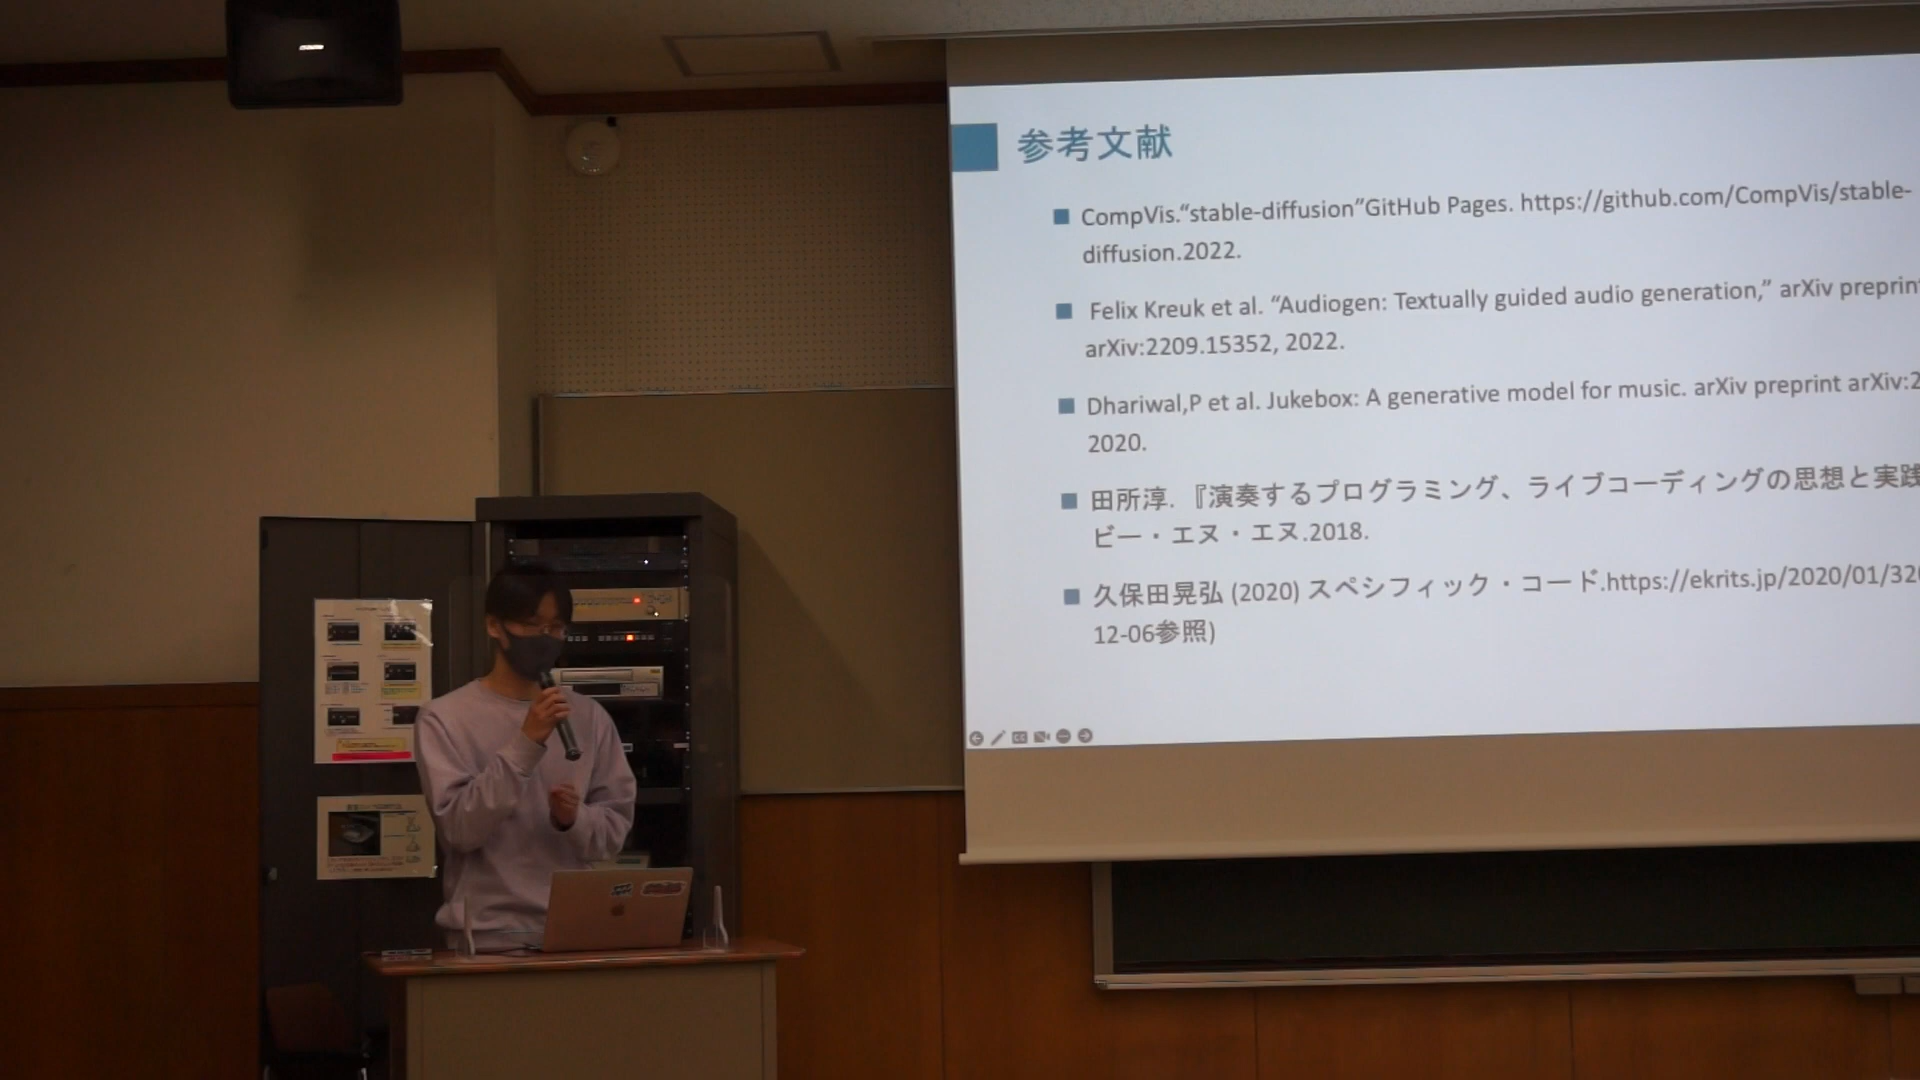 参考文献
CompVis.“stable-diffusion”GitHub Pages. https://github.com/CompVis/stable-
diffusion.2022.
Felix Kreuk et al. “Audiogen: Textually guided audio generation,” arXiv preprint
arXiv:2209.15352, 2022.
Dhariwal,P et al. Jukebox: A generative model for music. arXiv preprint arXiv:2
2020.
田所淳.『演奏するプログラミング、ライブコーディングの思想と実践
ビー・エヌ・エヌ.2018.
久保田晃弘 (2020) スペシフィック・コード.https://ekrits.jp/2020/01/320
12-06参照)